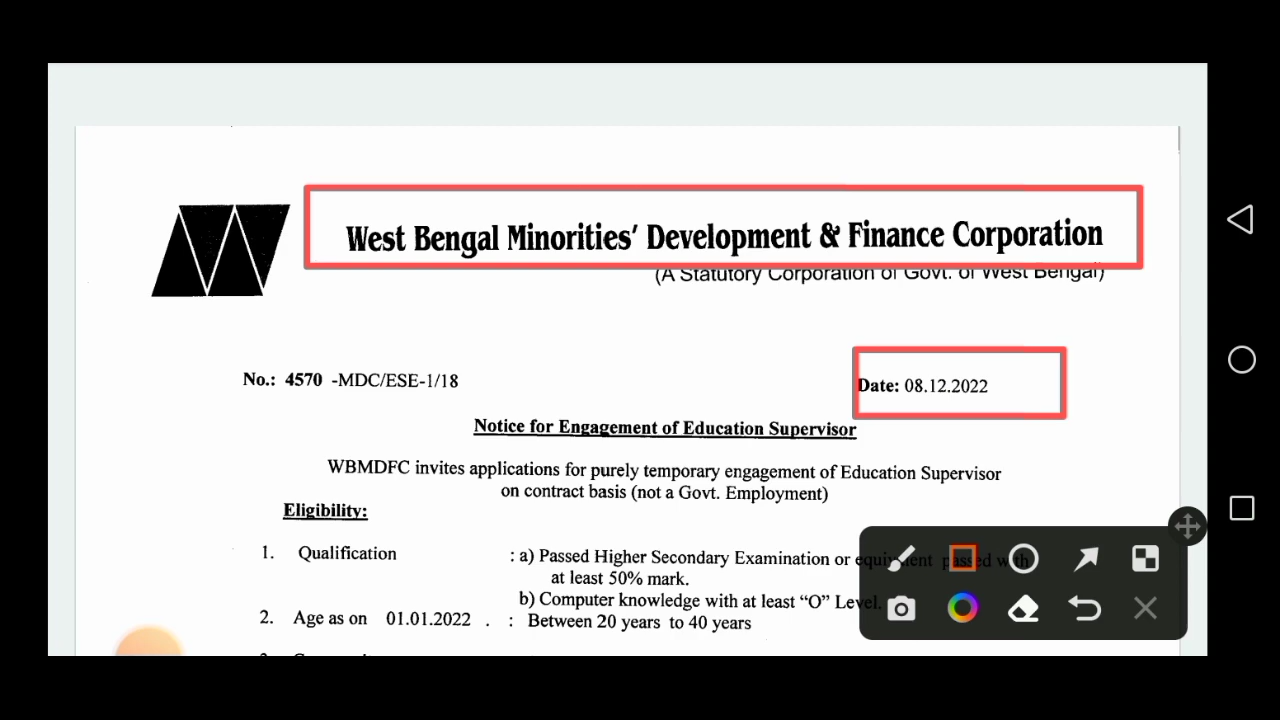 West Bengal Minorities' Development & Finance Corporation
(A Statutory Corporation of Govt. of West Bengal)
No.: 4570 -MDC/ESE-1/18
Date: 08.12.2022
Notice for Engagement of Education Supervisor
WBMDFC invites applications for purely temporary engagement of Education Supervisor
on contract basis (not a Govt. Employment)
Eligibility:
1. Qualification : a) Passed Higher Secondary Examination or equivalent passed with
at least 50% mark.
b) Computer knowledge with at least “O” Level.
2. Age as on 01.01.2022 . : Between 20 years to 40 years